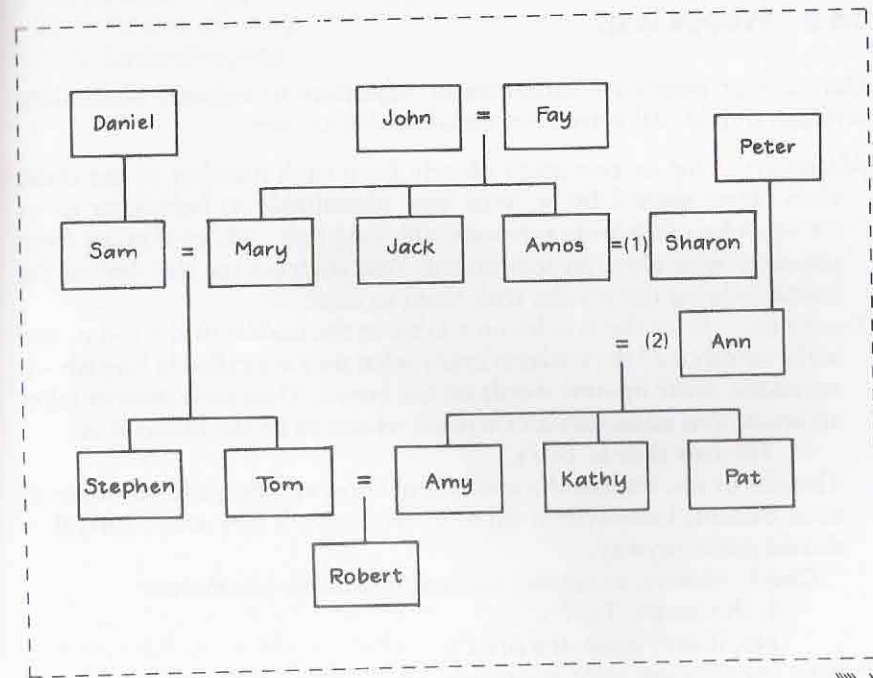 Daniel
John = Fay
Peter
Sam = Mary
Jack
Amos =(1) Sharon
= (2) Ann
Stephen
Tom = Amy
Kathy
Pat
Robert